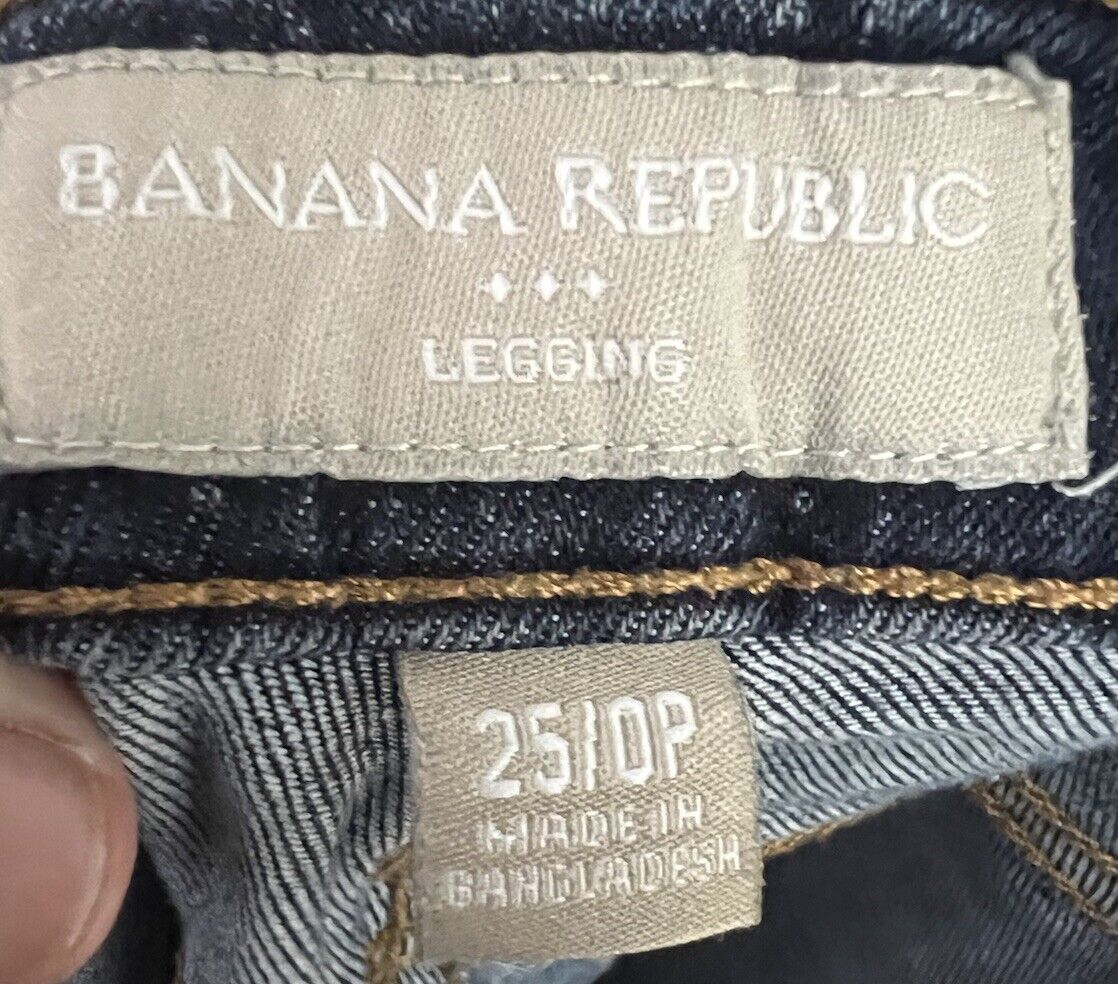 BANANA REPUBLIC
LEGGING
25/0P
MADE IN
BANGLADESH